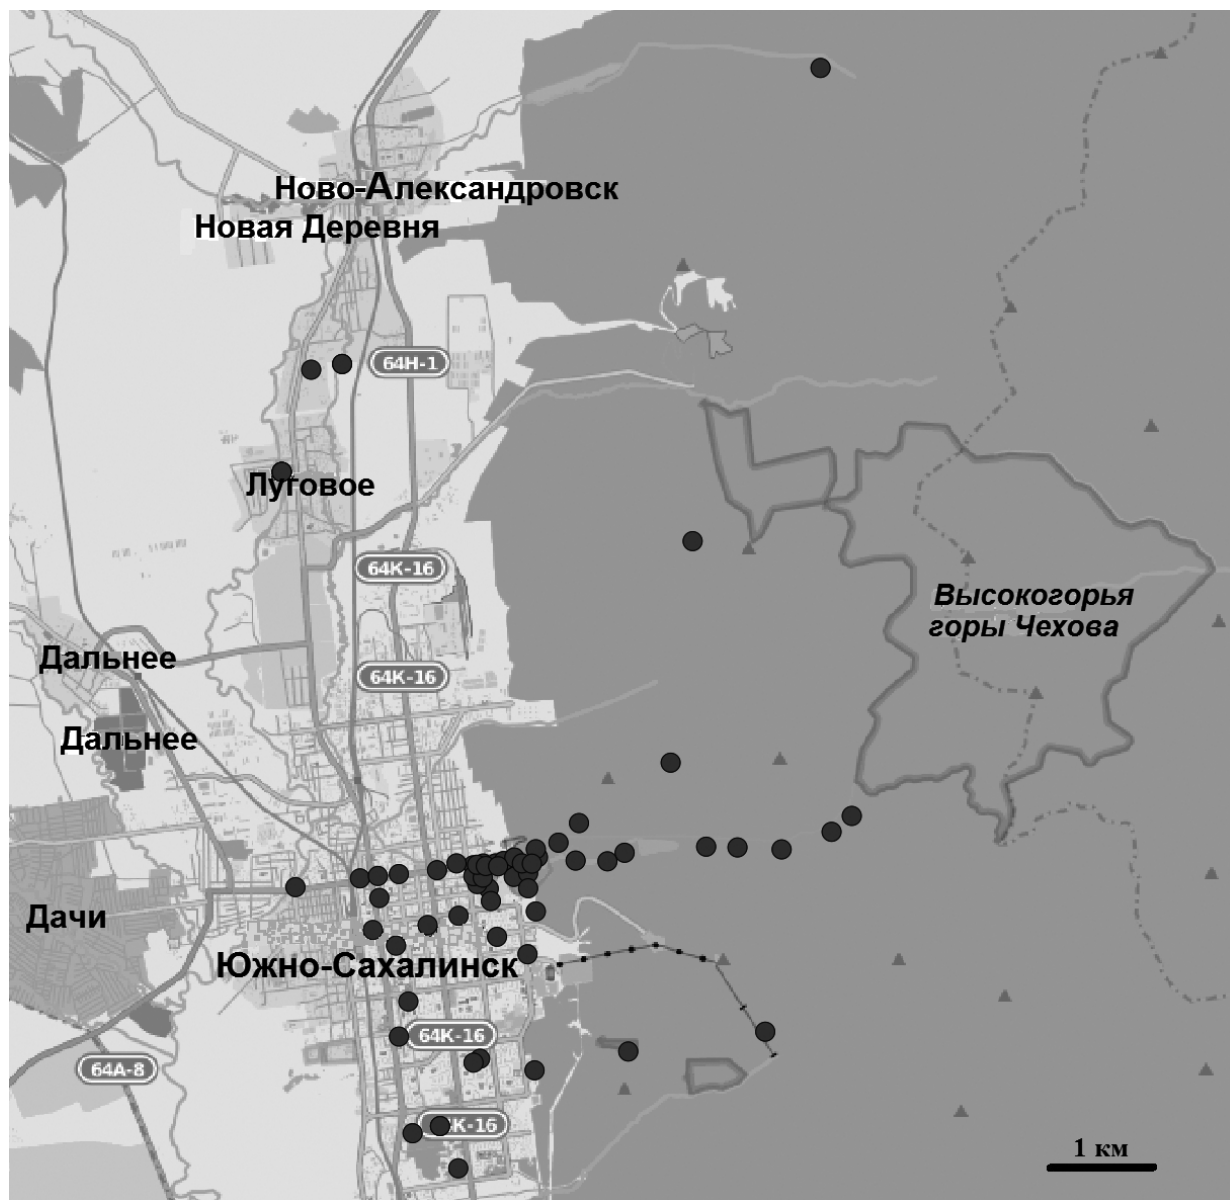 Ново-Александровск
Новая Деревня
64Н-1
Луговое
64К-16
Высокогорья
горы Чехова
Дальнее
64К-16
Дальнее
Дачи
Южно-Сахалинск
64К-16
64А-8
К-16
1 км